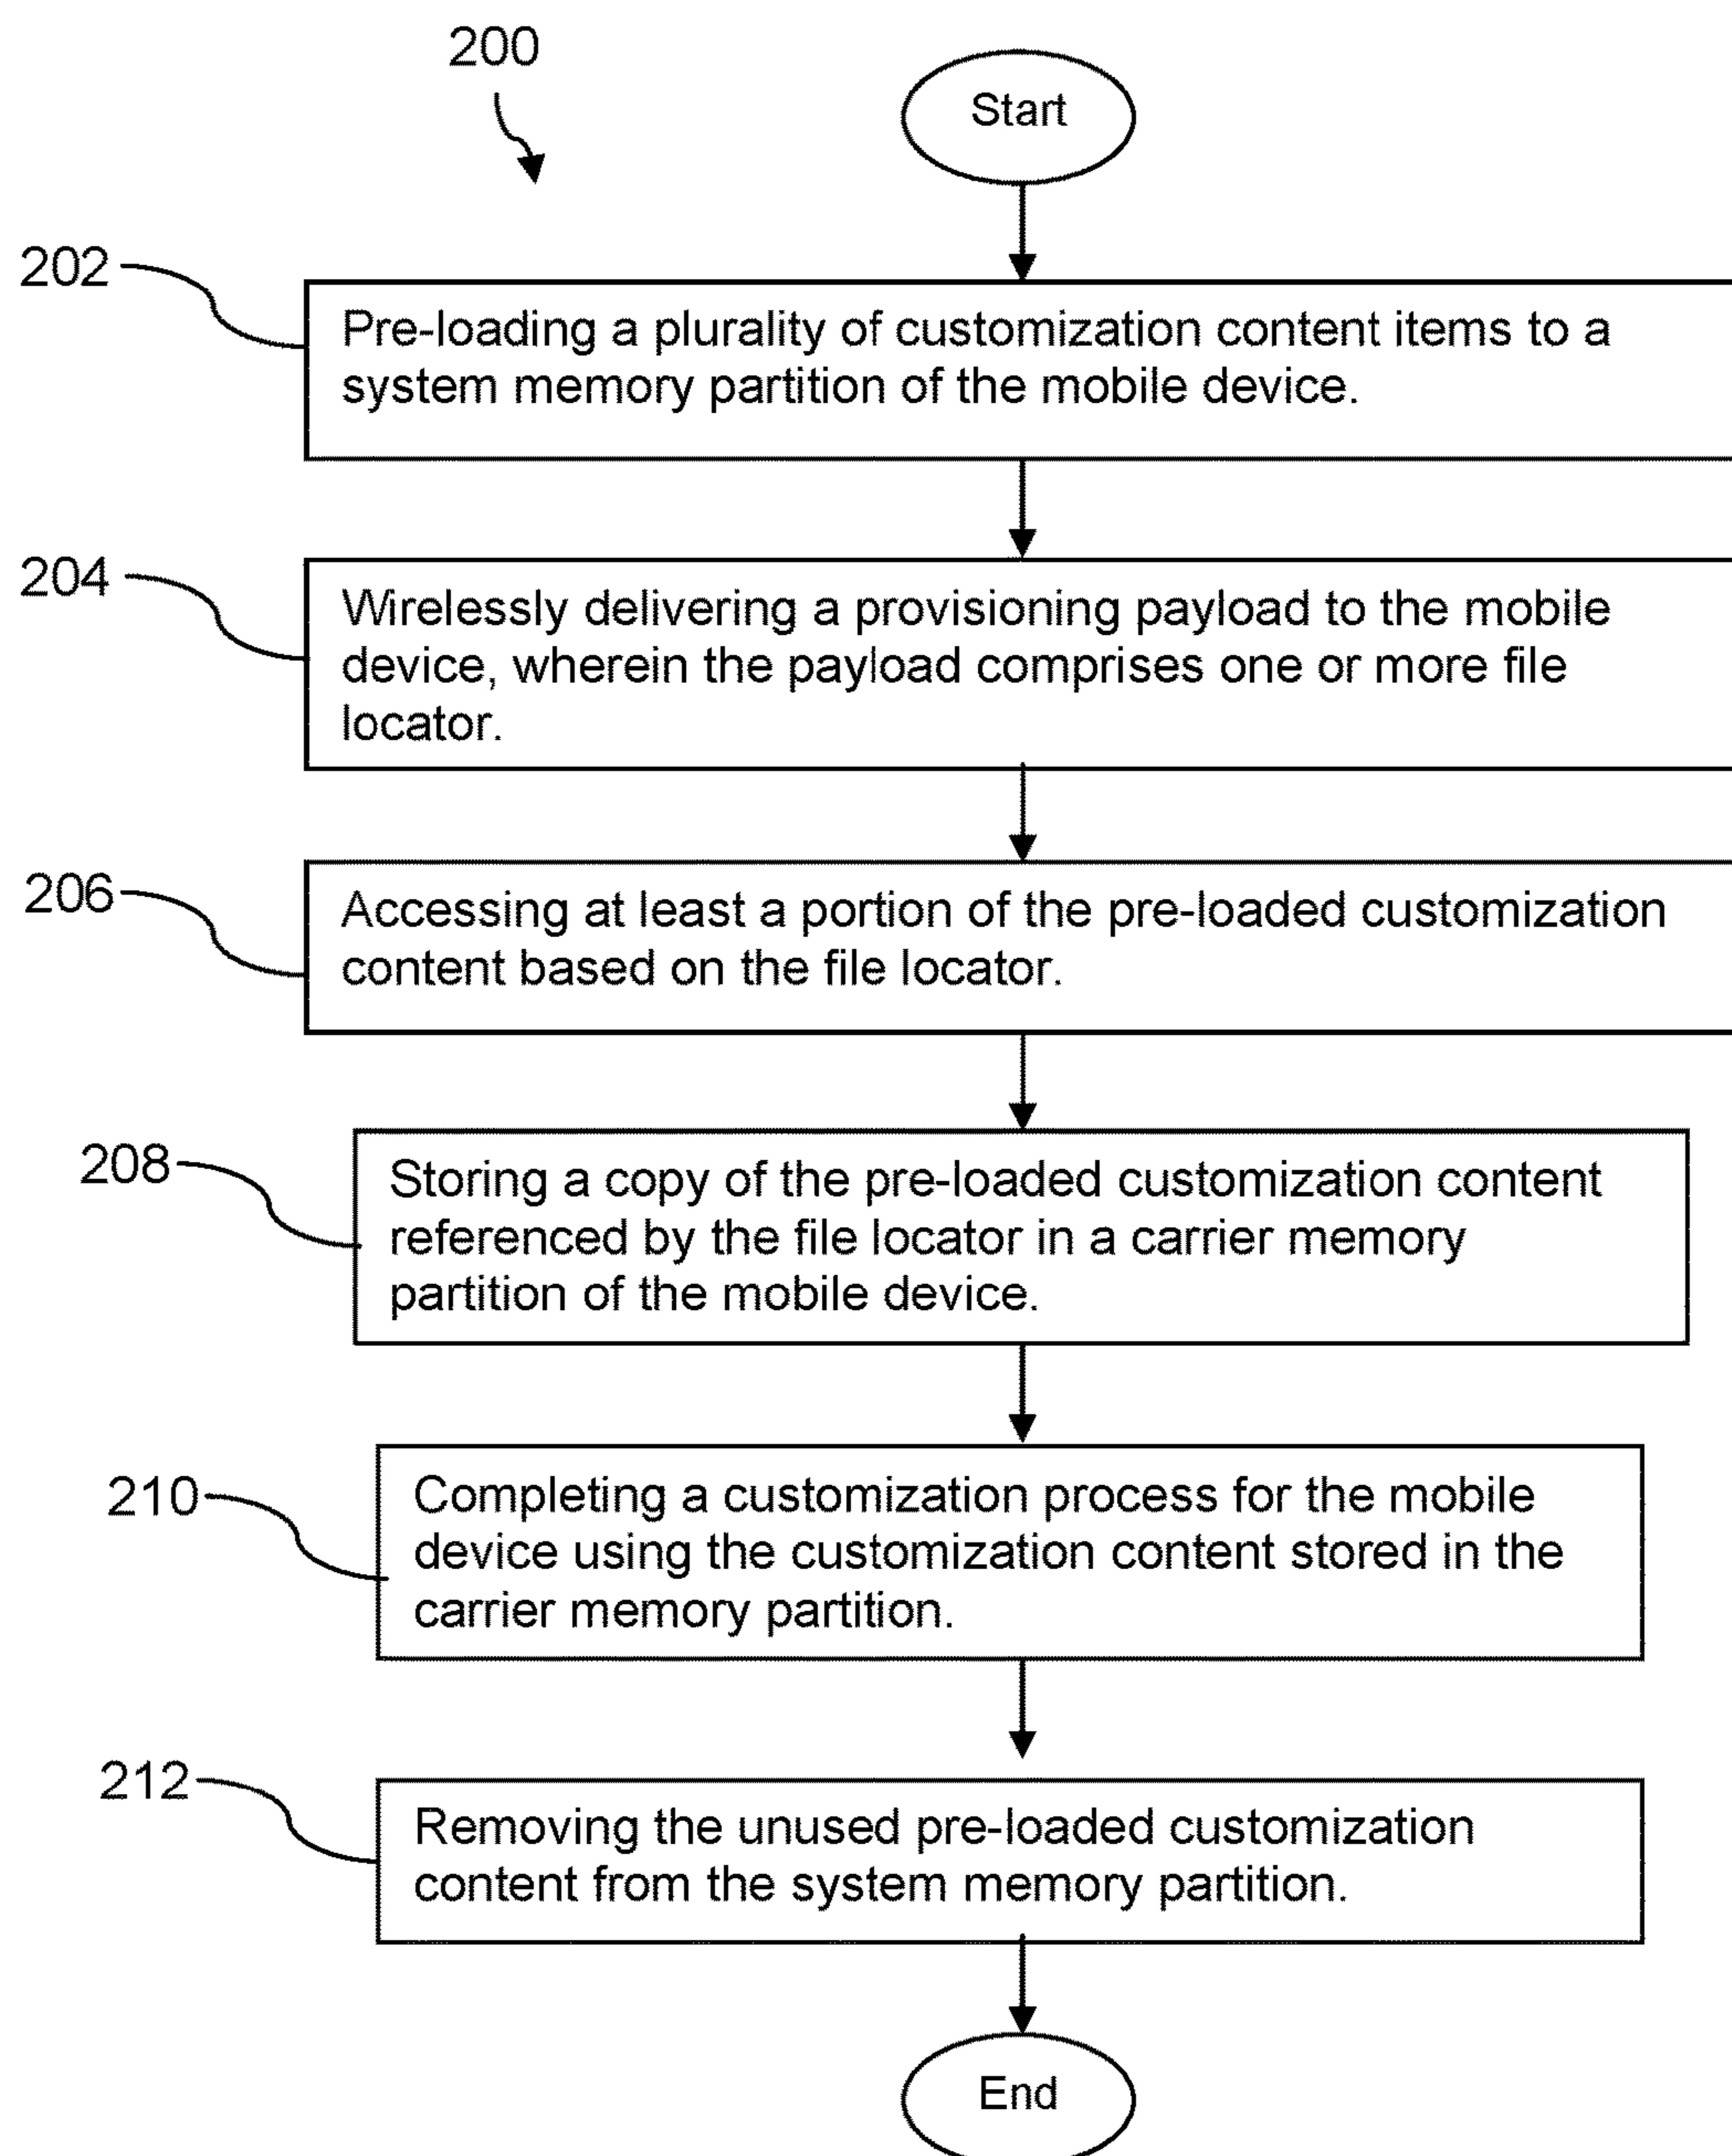 200
Start
202
Pre-loading a plurality of customization content items to a
system memory partition of the mobile device.
204
Wirelessly delivering a provisioning payload to the mobile
device, wherein the payload comprises one or more file
locator.
206
Accessing at least a portion of the pre-loaded customization
content based on the file locator.
208
Storing a copy of the pre-loaded customization content
referenced by the file locator in a carrier memory
partition of the mobile device.
210
Completing a customization process for the mobile
device using the customization content stored in the
carrier memory partition.
212
Removing the unused pre-loaded customization
content from the system memory partition.
End